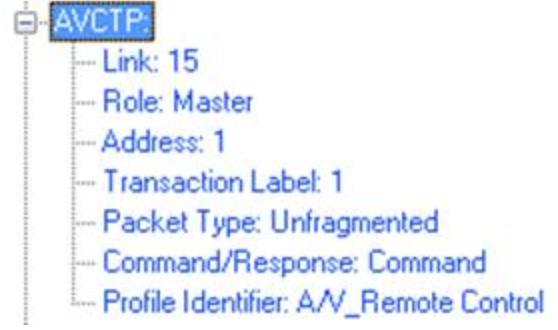 AVCTP:
Link: 15
Role: Master
Address: 1
Transaction Label: 1
Packet Type: Unfragmented
Command/Response: Command
Profile Identifier: A/V_Remote Control